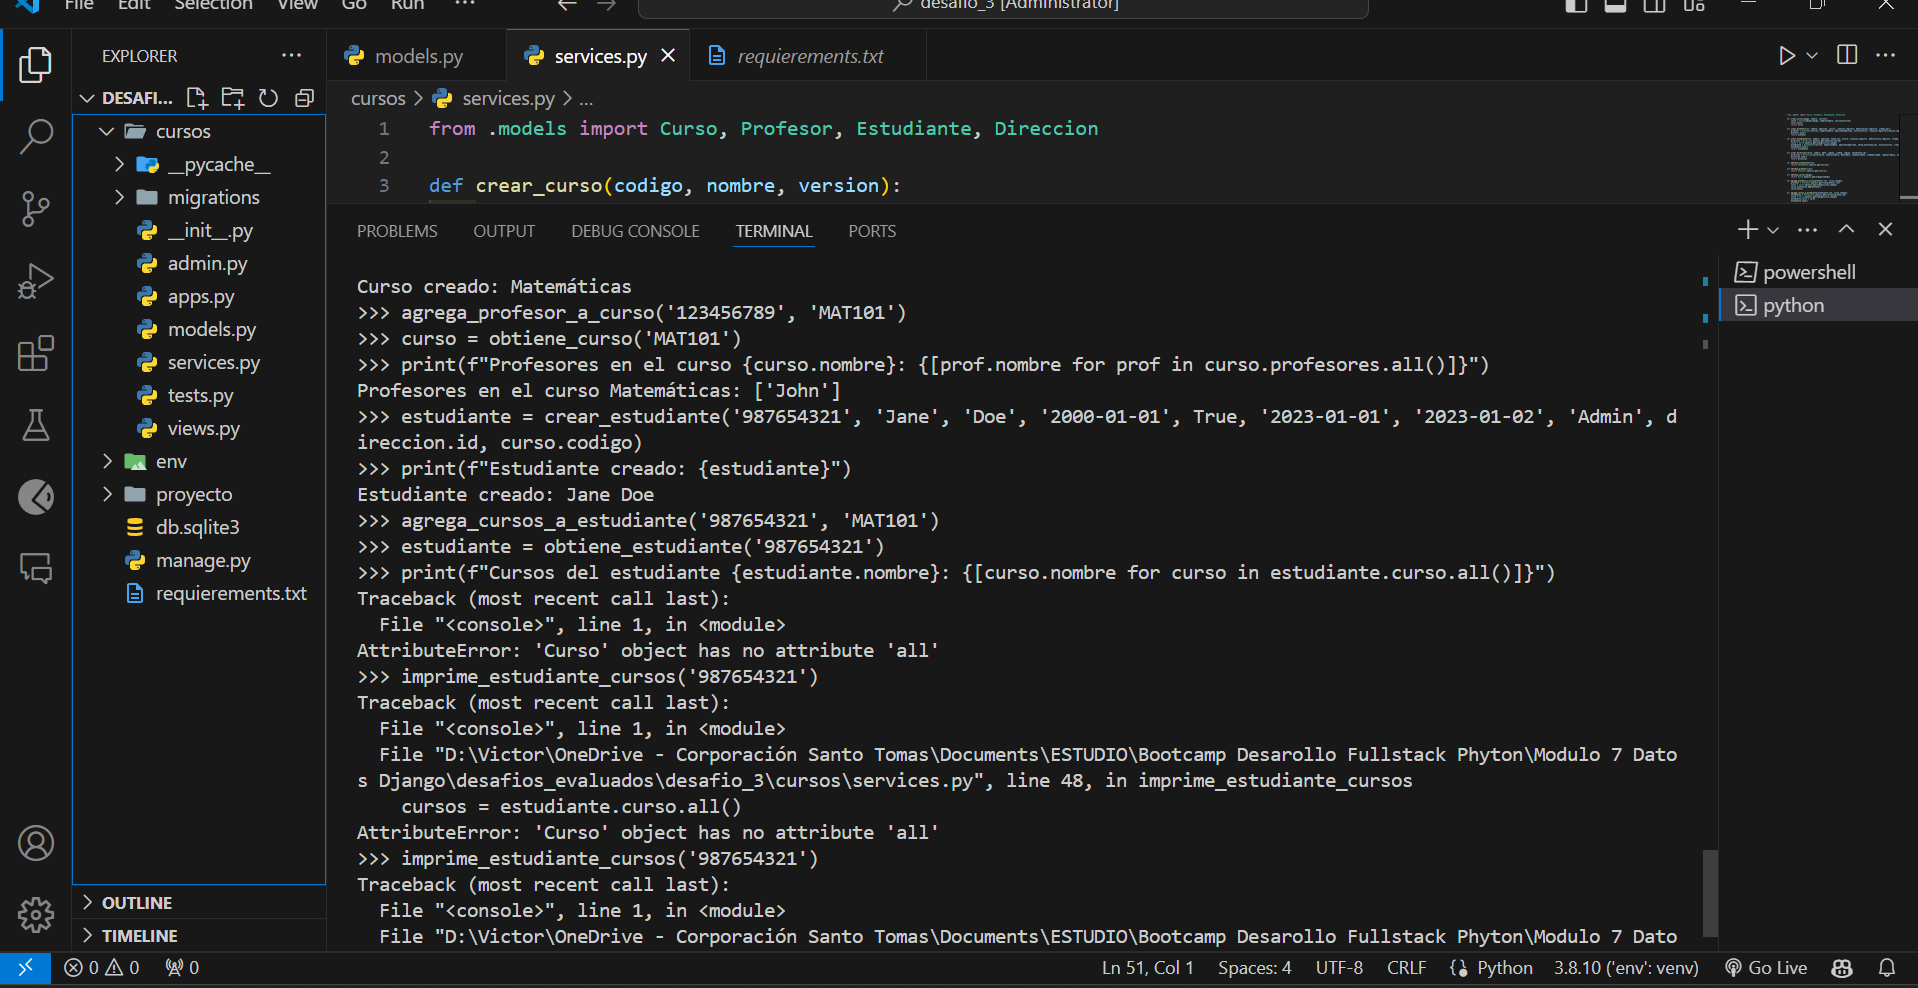 File Edit Selection View Go Run ··· desafio_3 [Administrator]
EXPLORER ···
models.py services.py requierements.txt
DESAFI...
cursos
__pycache__
migrations
__init__.py
admin.py
apps.py
models.py
services.py
tests.py
views.py
env
proyecto
db.sqlite3
manage.py
requierements.txt
OUTLINE
TIMELINE
cursos > services.py > ...
1 from .models import Curso, Profesor, Estudiante, Direccion
2
3 def crear_curso(codigo, nombre, version):
PROBLEMS OUTPUT DEBUG CONSOLE TERMINAL PORTS
powershell
python
Curso creado: Matemáticas
>>> agrega_profesor_a_curso('123456789', 'MAT101')
>>> curso = obtiene_curso('MAT101')
>>> print(f"Profesores en el curso {curso.nombre}: {[prof.nombre for prof in curso.profesores.all()]}")
Profesores en el curso Matemáticas: ['John']
>>> estudiante = crear_estudiante('987654321', 'Jane', 'Doe', '2000-01-01', True, '2023-01-01', '2023-01-02', 'Admin', d
ireccion.id, curso.codigo)
>>> print(f"Estudiante creado: {estudiante}")
Estudiante creado: Jane Doe
>>> agrega_cursos_a_estudiante('987654321', 'MAT101')
>>> estudiante = obtiene_estudiante('987654321')
>>> print(f"Cursos del estudiante {estudiante.nombre}: {[curso.nombre for curso in estudiante.curso.all()]}")
Traceback (most recent call last):
  File "<console>", line 1, in <module>
AttributeError: 'Curso' object has no attribute 'all'
>>> imprime_estudiante_cursos('987654321')
Traceback (most recent call last):
  File "<console>", line 1, in <module>
  File "D:\Victor\OneDrive - Corporación Santo Tomas\Documents\ESTUDIO\Bootcamp Desarollo Fullstack Phyton\Modulo 7 Dato
s Django\desafios_evaluados\desafio_3\cursos\services.py", line 48, in imprime_estudiante_cursos
    cursos = estudiante.curso.all()
AttributeError: 'Curso' object has no attribute 'all'
>>> imprime_estudiante_cursos('987654321')
Traceback (most recent call last):
  File "<console>", line 1, in <module>
  File "D:\Victor\OneDrive - Corporación Santo Tomas\Documents\ESTUDIO\Bootcamp Desarollo Fullstack Phyton\Modulo 7 Dato
0 0 0 Ln 51, Col 1 Spaces: 4 UTF-8 CRLF Python 3.8.10 ('env': venv) Go Live